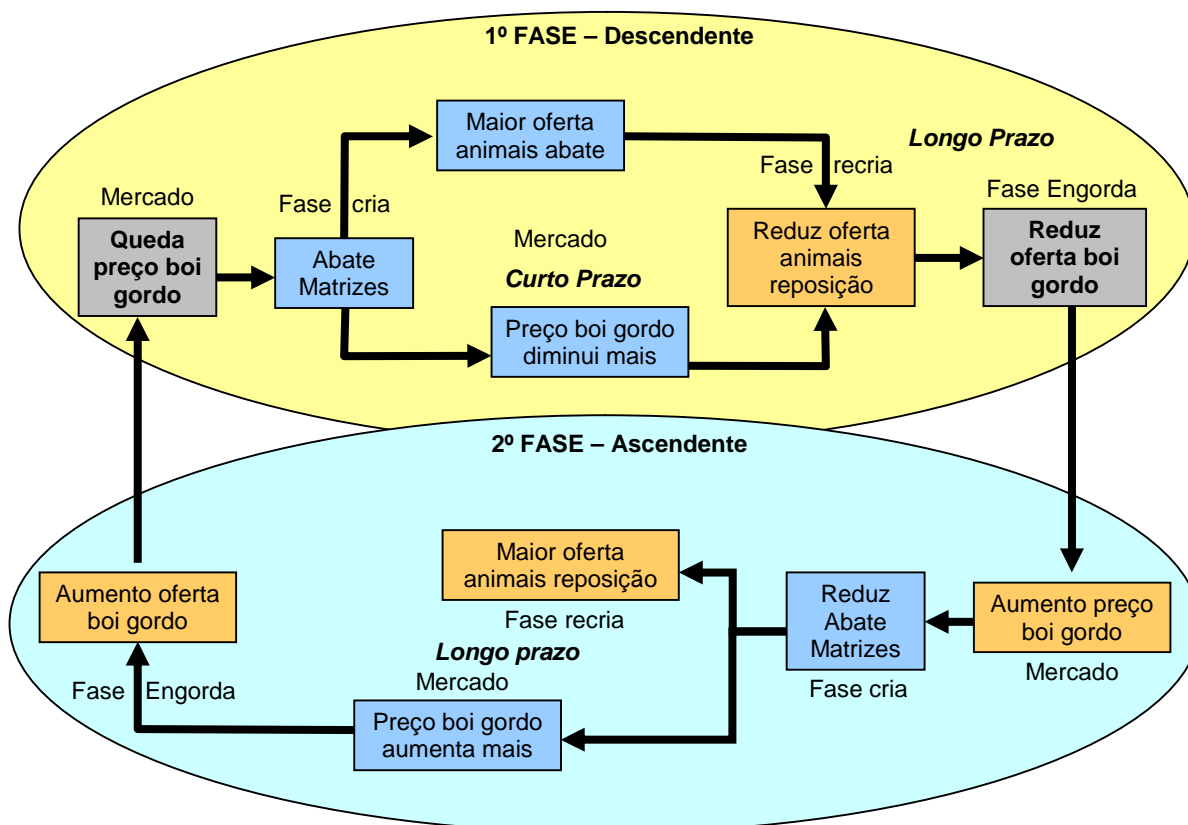 1º FASE – Descendente
Maior oferta
animais abate
Longo Prazo
Fase recria
Mercado
Fase cria
Fase Engorda
Queda
preço boi
gordo
Abate
Matrizes
Mercado
Curto Prazo
Reduz oferta
animais
reposição
Reduz
oferta boi
gordo
Preço boi gordo
diminui mais
2º FASE – Ascendente
Maior oferta
animais reposição
Fase recria
Aumento oferta
boi gordo
Reduz
Abate
Matrizes
Fase cria
Aumento preço
boi gordo
Mercado
Longo prazo
Mercado
Fase Engorda
Preço boi gordo
aumenta mais